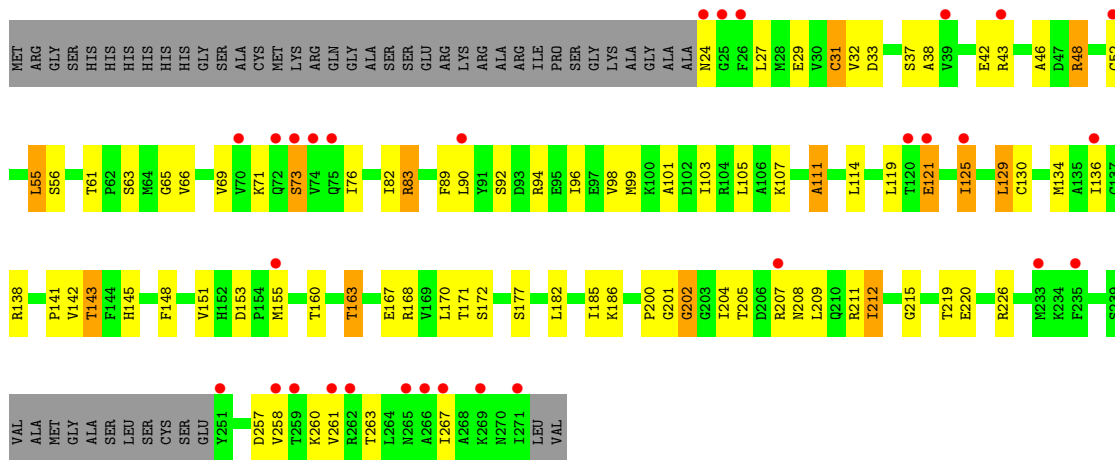 MET ARG GLY SER HIS HIS HIS HIS HIS HIS GLY SER ALA CYS MET LYS ARG GLN GLY ALA ALA SER SER GLU ARG LYS ARG ALA ARG ILE PRO SER GLY LYS ALA GLY ALA ALA ALA N24 G25 F26 L27 M28 E29 V30 C31 V32 D33 S37 A38 V39 E42 R43 A46 D47 R48 C52
L55 S56 T61 P62 S63 M64 G65 V66 V69 V70 K71 Q72 S73 V74 Q75 I76 I82 R83 F89 L90 Y91 S92 D93 R94 E95 I96 E97 V98 M99 K100 A101 D102 I103 R104 L105 A106 K107 A111 L114 L119 T120 E121 I125 L129 C130 M134 A135 I136 C137
R138 P141 V142 T143 F144 H145 F148 V151 H152 D153 P154 M155 T160 T163 E167 R168 V169 L170 T171 S172 S177 L182 I185 K186 P200 G201 G202 G203 I204 T205 D206 R207 N208 L209 Q210 R211 I212 G215 T219 E220 R226 M233 K234 F235 S239
VAL ALA MET GLY ALA SER LEU SER CYS SER GLU Y251 D257 V258 T259 K260 V261 R262 T263 L264 N265 A266 I267 A268 K269 N270 I271 LEU VAL